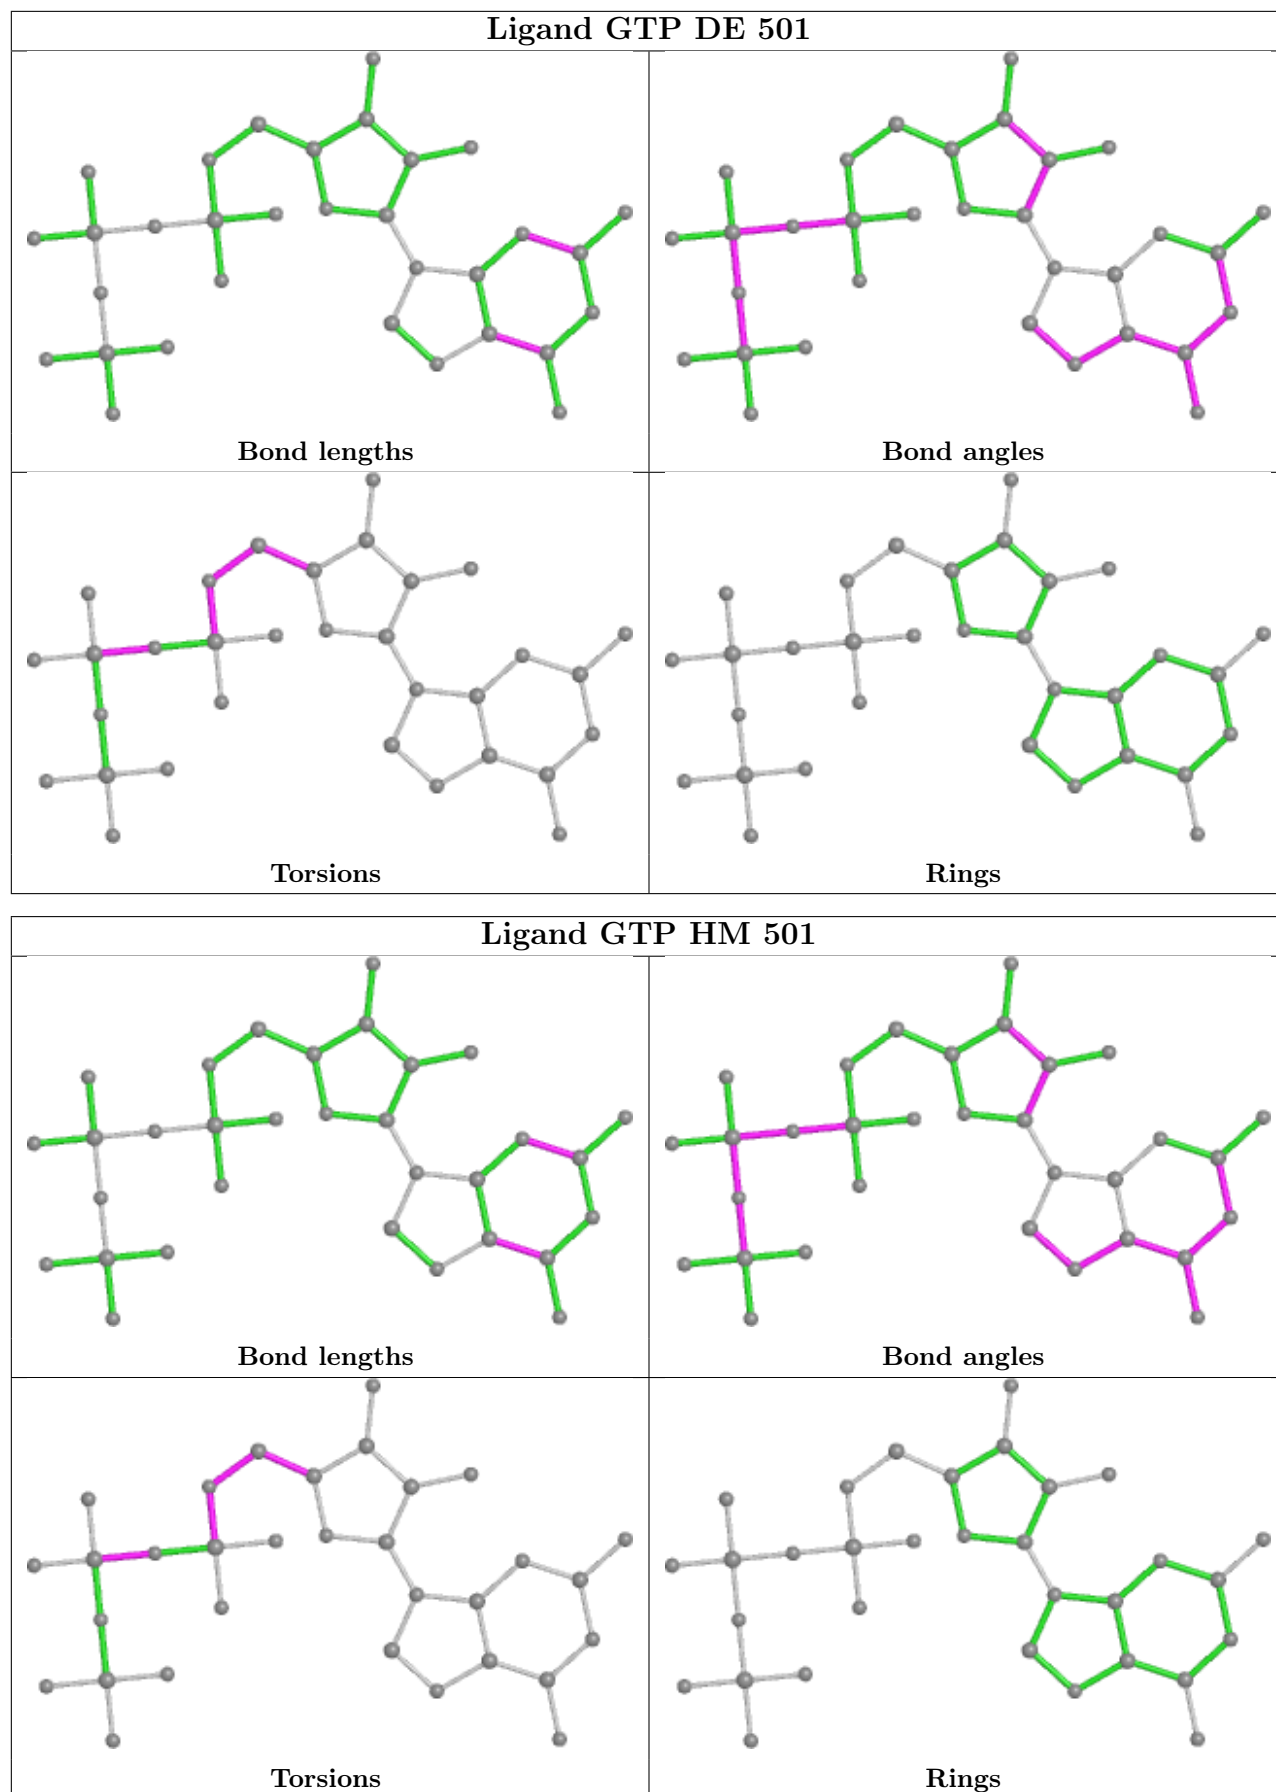 Ligand GTP DE 501
Bond lengths
Bond angles
Torsions
Rings
Ligand GTP HM 501
Bond lengths
Bond angles
Torsions
Rings